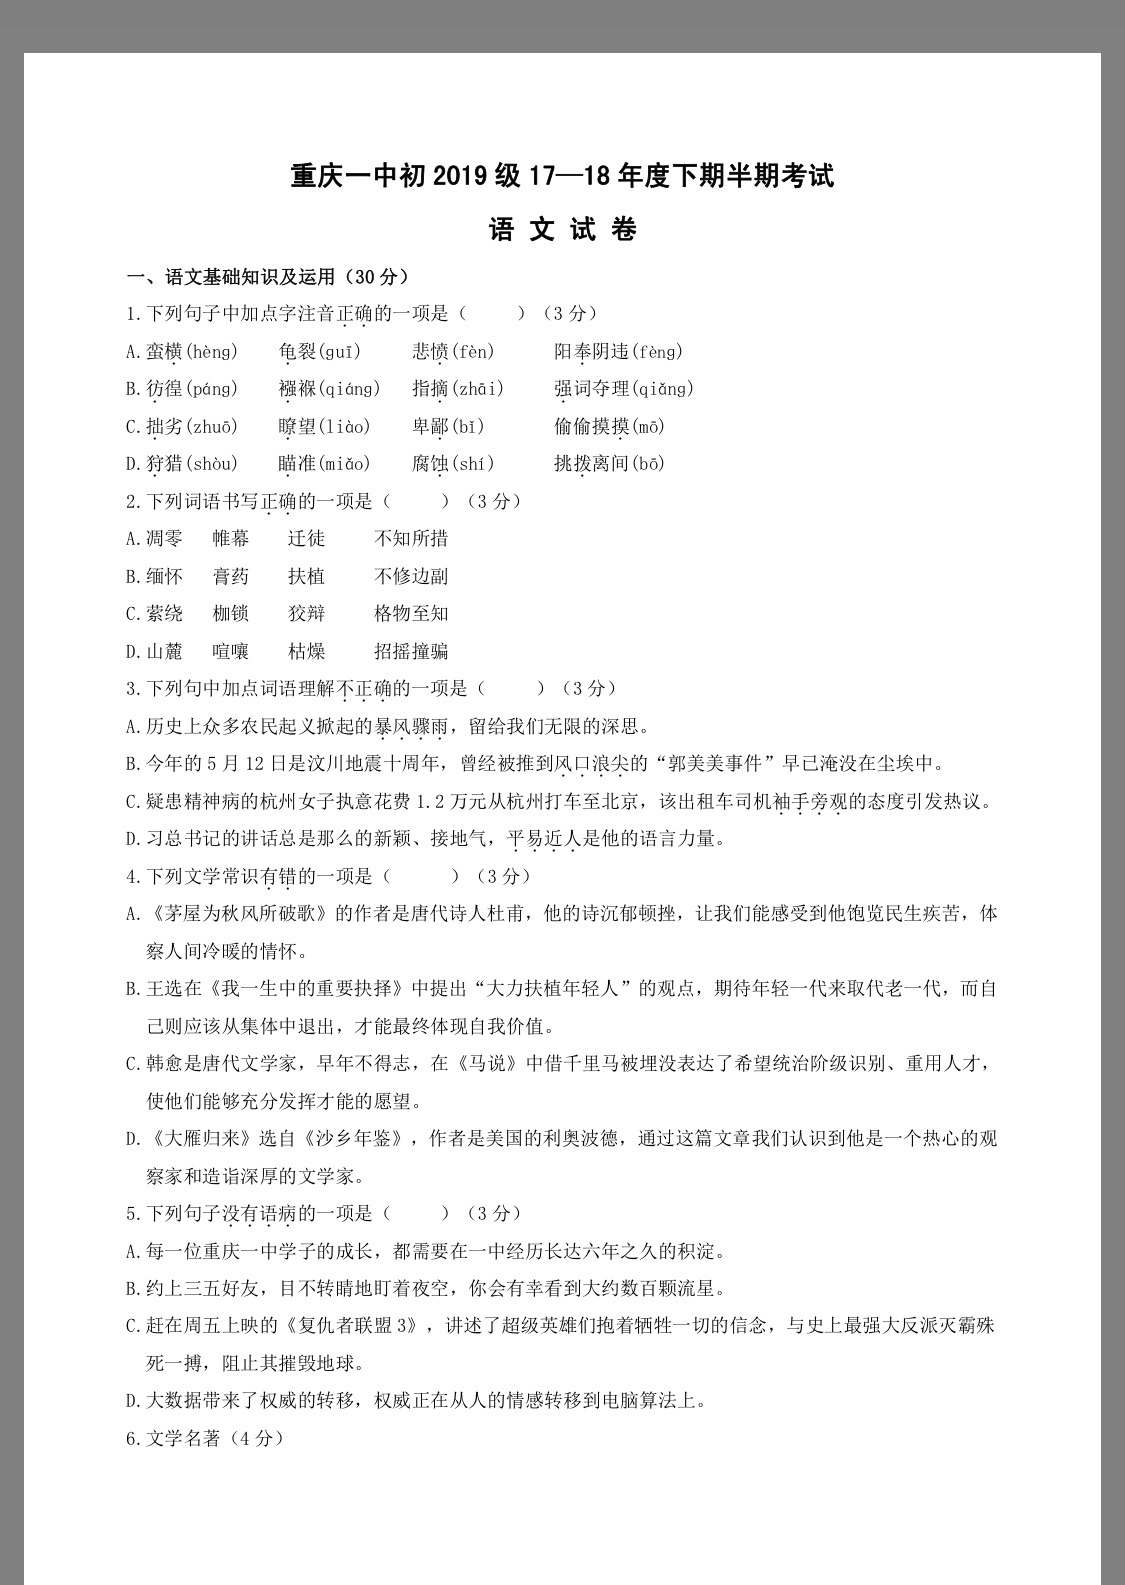 重庆一中初 2019 级 17—18 年度下期半期考试
语 文 试 卷
一、语文基础知识及运用（30 分）
1.下列句子中加点字注音正确的一项是（　　）（3 分）
A.蛮横(hèng)　龟裂(guī)　悲愤(fèn)　阳奉阴违(fèng)
B.彷徨(páng)　襁褓(qiáng)　指摘(zhāi)　强词夺理(qiǎng)
C.拙劣(zhuō)　瞭望(liào)　卑鄙(bǐ)　偷偷摸摸(mō)
D.狩猎(shòu)　瞄准(miǎo)　腐蚀(shí)　挑拨离间(bō)
2.下列词语书写正确的一项是（　　）（3 分）
A.凋零　帷幕　迁徒　不知所措
B.缅怀　膏药　扶植　不修边副
C.萦绕　枷锁　狡辩　格物至知
D.山麓　喧嚷　枯燥　招摇撞骗
3.下列句中加点词语理解不正确的一项是（　　）（3 分）
A.历史上众多农民起义掀起的暴风骤雨，留给我们无限的深思。
B.今年的 5 月 12 日是汶川地震十周年，曾经被推到风口浪尖的“郭美美事件”早已淹没在尘埃中。
C.疑患精神病的杭州女子执意花费 1.2 万元从杭州打车至北京，该出租车司机袖手旁观的态度引发热议。
D.习总书记的讲话总是那么的新颖、接地气，平易近人是他的语言力量。
4.下列文学常识有错的一项是（　　）（3 分）
A.《茅屋为秋风所破歌》的作者是唐代诗人杜甫，他的诗沉郁顿挫，让我们能感受到他饱览民生疾苦，体
察人间冷暖的情怀。
B.王选在《我一生中的重要抉择》中提出“大力扶植年轻人”的观点，期待年轻一代来取代老一代，而自
己则应该从集体中退出，才能最终体现自我价值。
C.韩愈是唐代文学家，早年不得志，在《马说》中借千里马被埋没表达了希望统治阶级识别、重用人才，
使他们能够充分发挥才能的愿望。
D.《大雁归来》选自《沙乡年鉴》，作者是美国的利奥波德，通过这篇文章我们认识到他是一个热心的观
察家和造诣深厚的文学家。
5.下列句子没有语病的一项是（　　）（3 分）
A.每一位重庆一中学子的成长，都需要在一中经历长达六年之久的积淀。
B.约上三五好友，目不转睛地盯着夜空，你会有幸看到大约数百颗流星。
C.赶在周五上映的《复仇者联盟 3》，讲述了超级英雄们抱着牺牲一切的信念，与史上最强大反派灭霸殊
死一搏，阻止其摧毁地球。
D.大数据带来了权威的转移，权威正在从人的情感转移到电脑算法上。
6.文学名著（4 分）